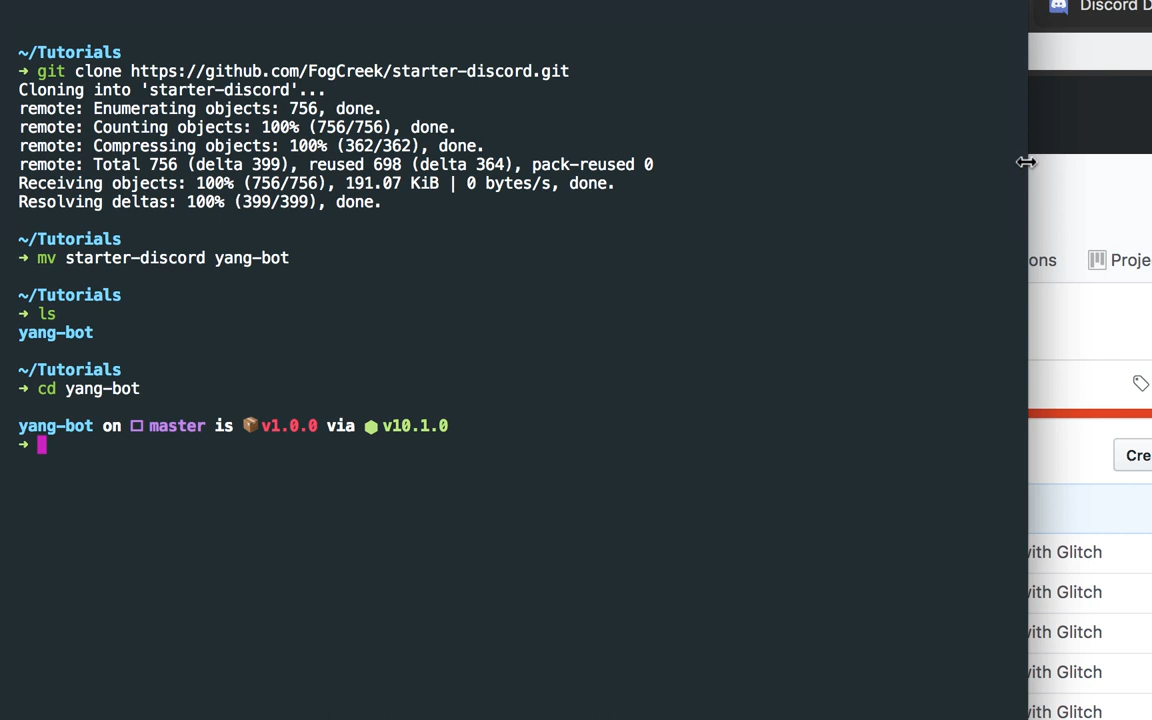 ~/Tutorials
➜ git clone https://github.com/FogCreek/starter-discord.git
Cloning into 'starter-discord'...
remote: Enumerating objects: 756, done.
remote: Counting objects: 100% (756/756), done.
remote: Compressing objects: 100% (362/362), done.
remote: Total 756 (delta 399), reused 698 (delta 364), pack-reused 0
Receiving objects: 100% (756/756), 191.07 KiB | 0 bytes/s, done.
Resolving deltas: 100% (399/399), done.
~/Tutorials
➜ mv starter-discord yang-bot
~/Tutorials
➜ ls
yang-bot
~/Tutorials
➜ cd yang-bot
yang-bot on master is 📦v1.0.0 via ⬢ v10.1.0
➜
Discord D
ons Proje
Cre
with Glitch
with Glitch
with Glitch
with Glitch
with Glitch